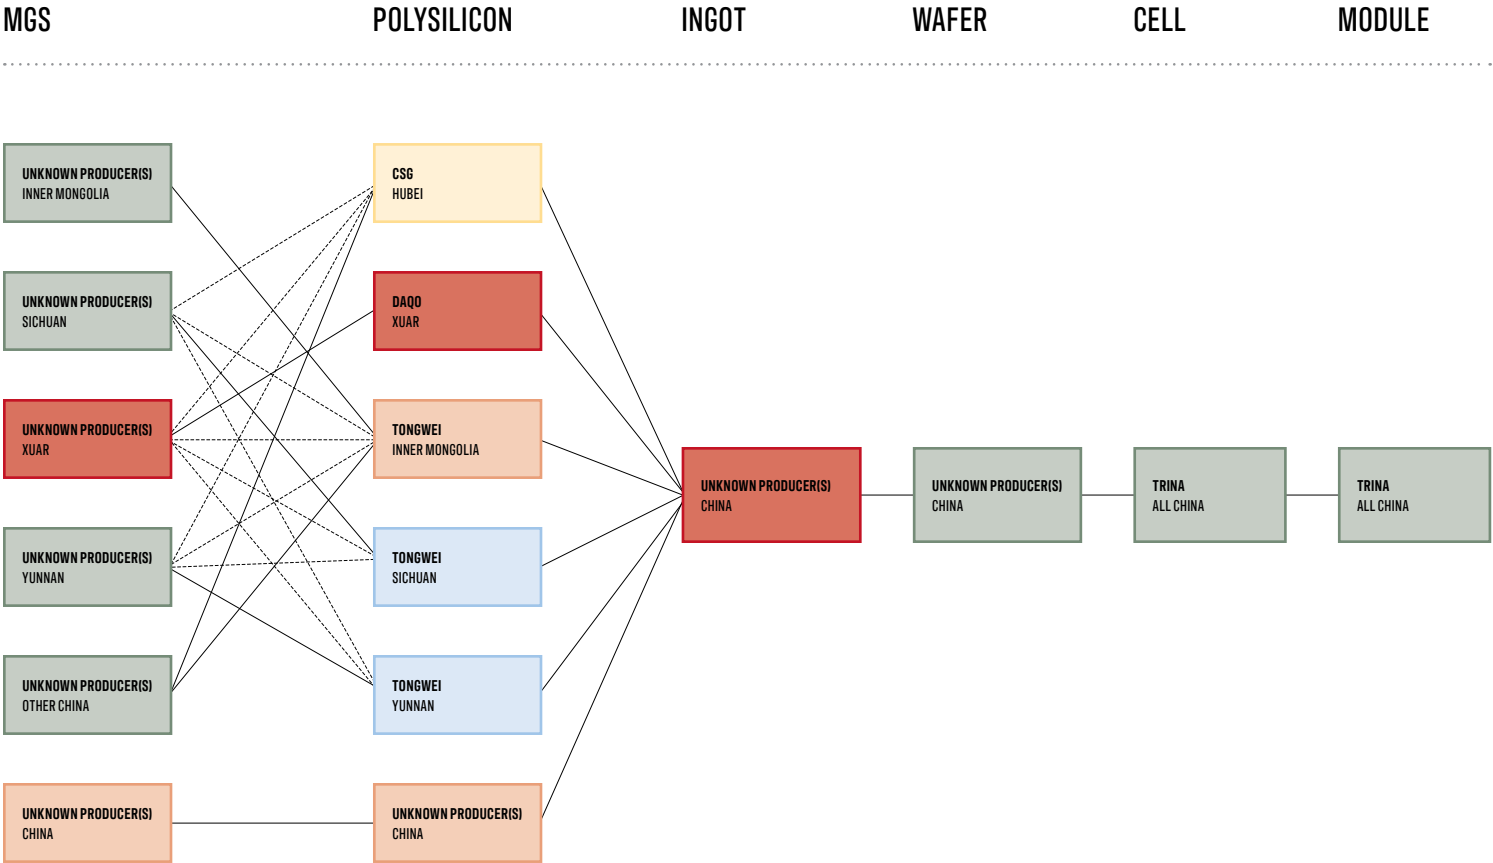 MGS
POLYSILICON
INGOT
WAFER
CELL
MODULE
UNKNOWN PRODUCER(S)
INNER MONGOLIA
UNKNOWN PRODUCER(S)
SICHUAN
UNKNOWN PRODUCER(S)
XUAR
UNKNOWN PRODUCER(S)
YUNNAN
UNKNOWN PRODUCER(S)
OTHER CHINA
UNKNOWN PRODUCER(S)
CHINA
CSG
HUBEI
DAQO
XUAR
TONGWEI
INNER MONGOLIA
TONGWEI
SICHUAN
TONGWEI
YUNNAN
UNKNOWN PRODUCER(S)
CHINA
UNKNOWN PRODUCER(S)
CHINA
UNKNOWN PRODUCER(S)
CHINA
TRINA
ALL CHINA
TRINA
ALL CHINA